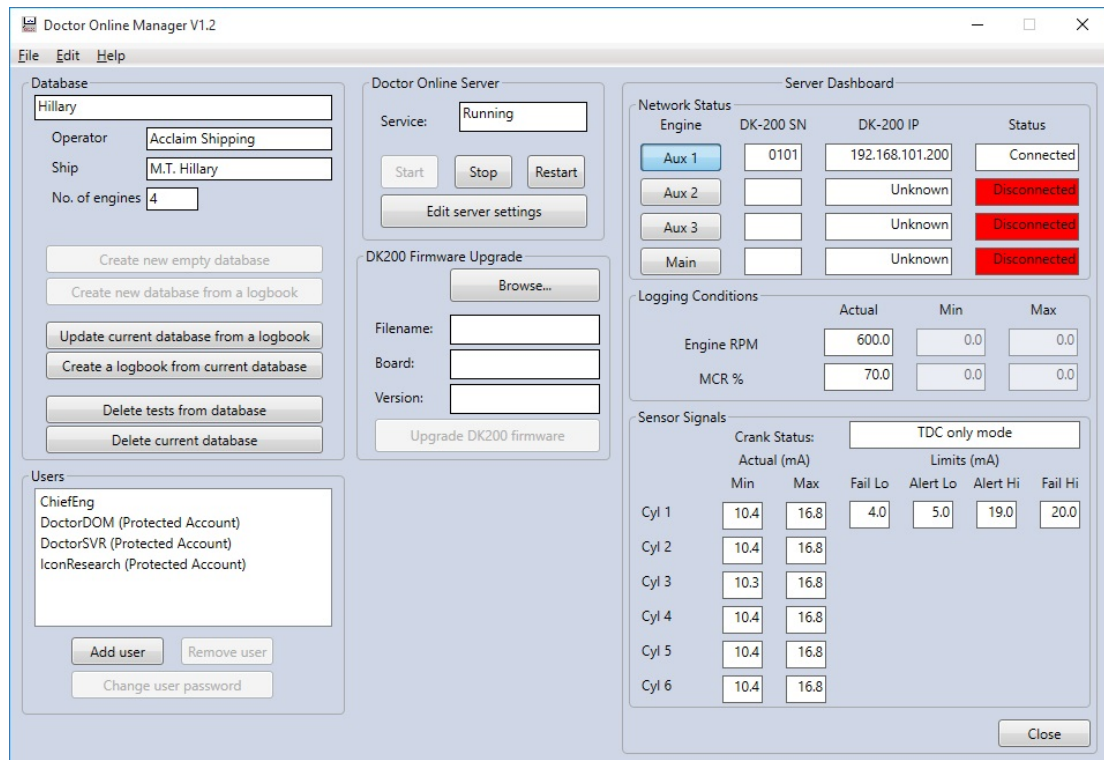 Doctor Online Manager V1.2
File Edit Help
Database
Hillary
Operator Acclaim Shipping
Ship M.T. Hillary
No. of engines 4
Create new empty database
Create new database from a logbook
Update current database from a logbook
Create a logbook from current database
Delete tests from database
Delete current database
Users
ChiefEng
DoctorDOM (Protected Account)
DoctorSVR (Protected Account)
IconResearch (Protected Account)
Add user Remove user
Change user password
Doctor Online Server
Service: Running
Start Stop Restart
Edit server settings
DK200 Firmware Upgrade
Browse...
Filename:
Board:
Version:
Upgrade DK200 firmware
Server Dashboard
Network Status
Engine DK-200 SN DK-200 IP Status
Aux 1 0101 192.168.101.200 Connected
Aux 2 Unknown Disconnected
Aux 3 Unknown Disconnected
Main Unknown Disconnected
Logging Conditions
Actual Min Max
Engine RPM 600.0 0.0 0.0
MCR % 70.0 0.0 0.0
Sensor Signals
Crank Status: TDC only mode
Actual (mA) Limits (mA)
Min Max Fail Lo Alert Lo Alert Hi Fail Hi
Cyl 1 10.4 16.8 4.0 5.0 19.0 20.0
Cyl 2 10.4 16.8
Cyl 3 10.3 16.8
Cyl 4 10.4 16.8
Cyl 5 10.4 16.8
Cyl 6 10.4 16.8
Close